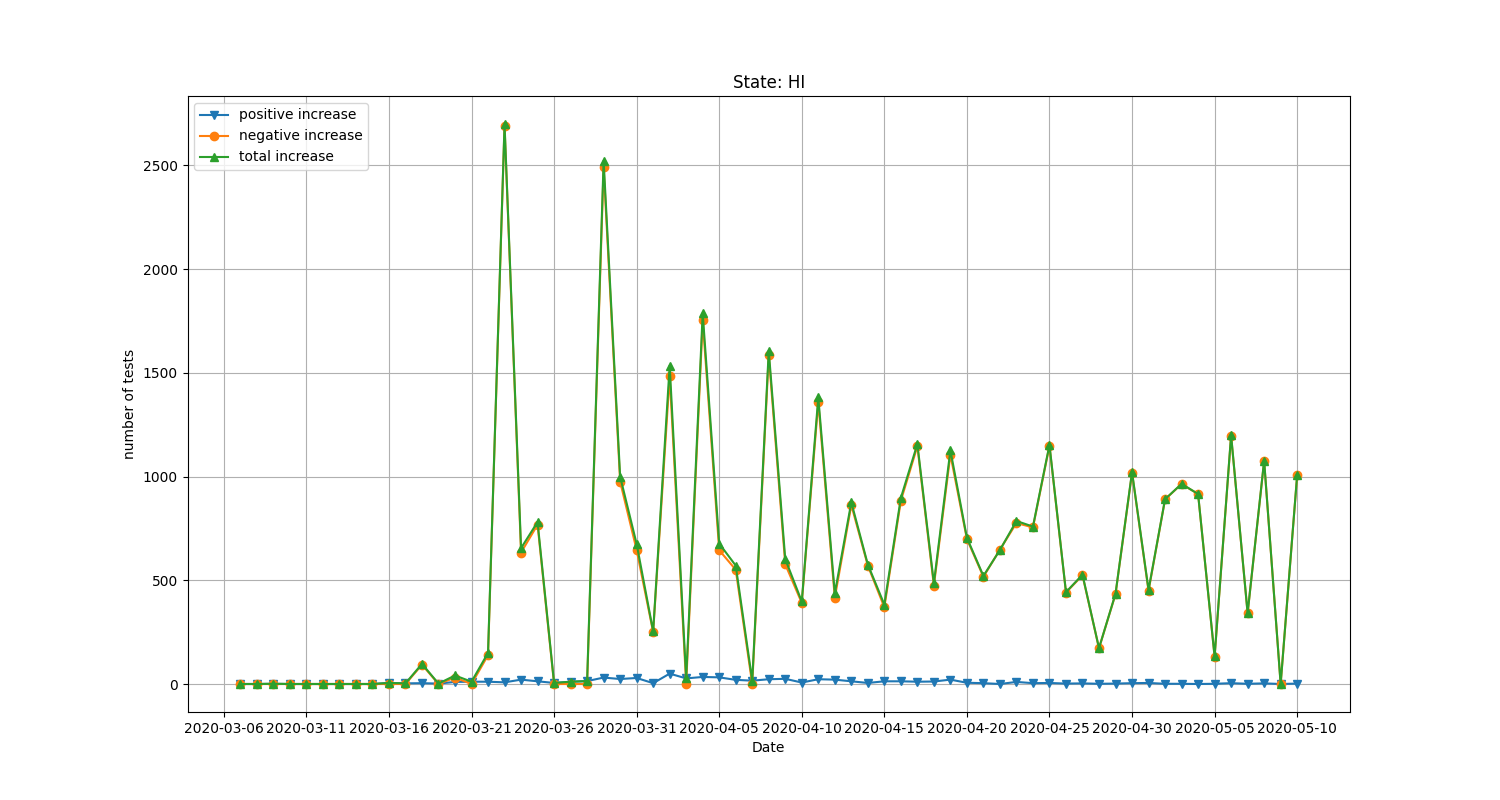 State: HI
positive increase
negative increase
total increase
2500
2000
1500
1000
500
0
number of tests
2020-03-06 2020-03-11 2020-03-16 2020-03-21 2020-03-26 2020-03-31 2020-04-05 2020-04-10 2020-04-15 2020-04-20 2020-04-25 2020-04-30 2020-05-05 2020-05-10
Date